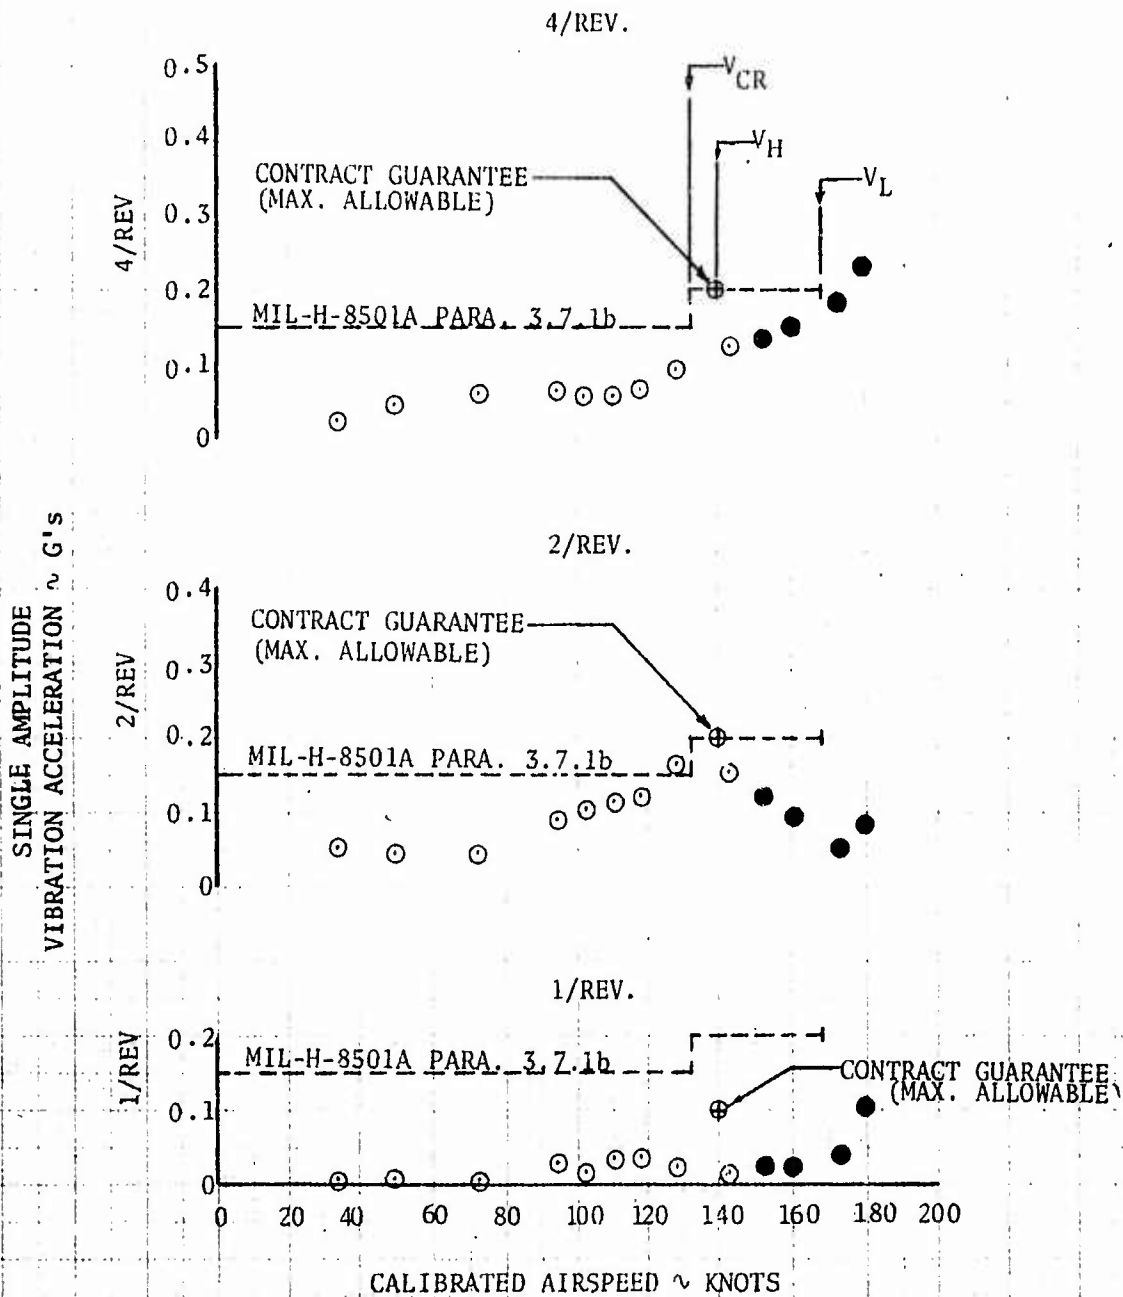 4/REV.
0.5
0.4
0.3
0.2
0.1
0
4/REV
V_CR
V_H
V_L
CONTRACT GUARANTEE
(MAX. ALLOWABLE)
MIL-H-8501A PARA. 3.7.1b
SINGLE AMPLITUDE
VIBRATION ACCELERATION ~ G's
2/REV.
0.4
0.3
0.2
0.1
0
2/REV
CONTRACT GUARANTEE
(MAX. ALLOWABLE)
MIL-H-8501A PARA. 3.7.1b
1/REV.
0.2
0.1
0
1/REV
MIL-H-8501A PARA. 3.7.1b
CONTRACT GUARANTEE
(MAX. ALLOWABLE)
0 20 40 60 80 100 120 140 160 180 200
CALIBRATED AIRSPEED ~ KNOTS